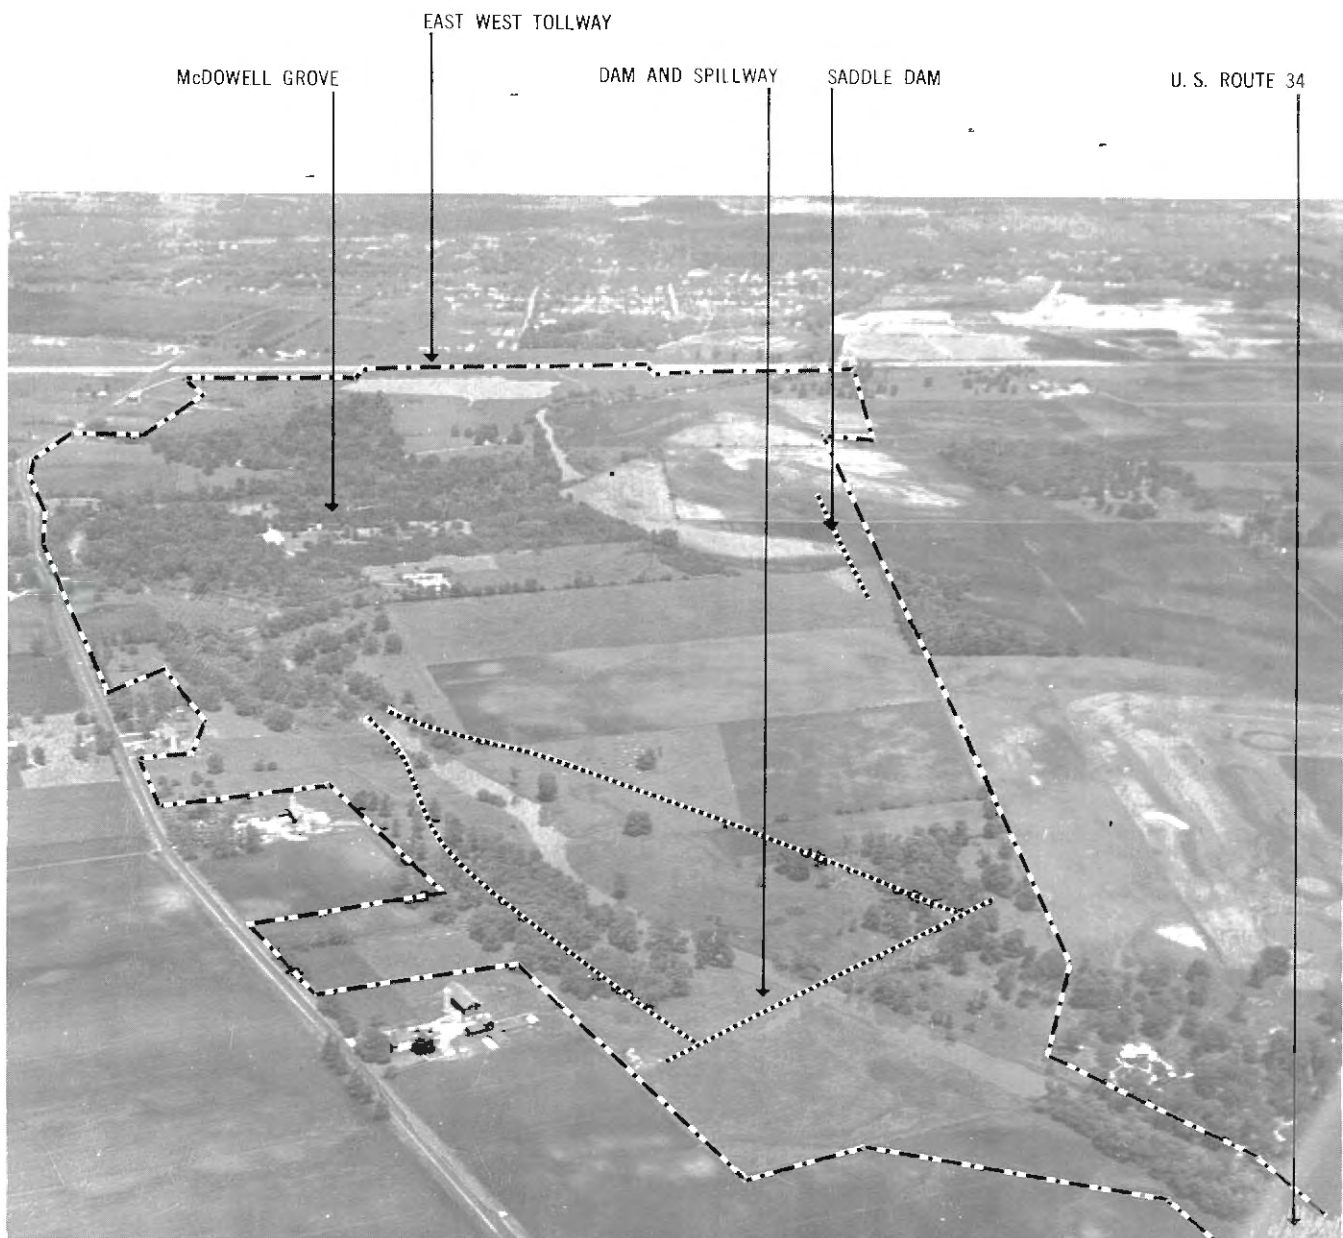 EAST WEST TOLLWAY
McDOWELL GROVE
DAM AND SPILLWAY
SADDLE DAM
U. S. ROUTE 34